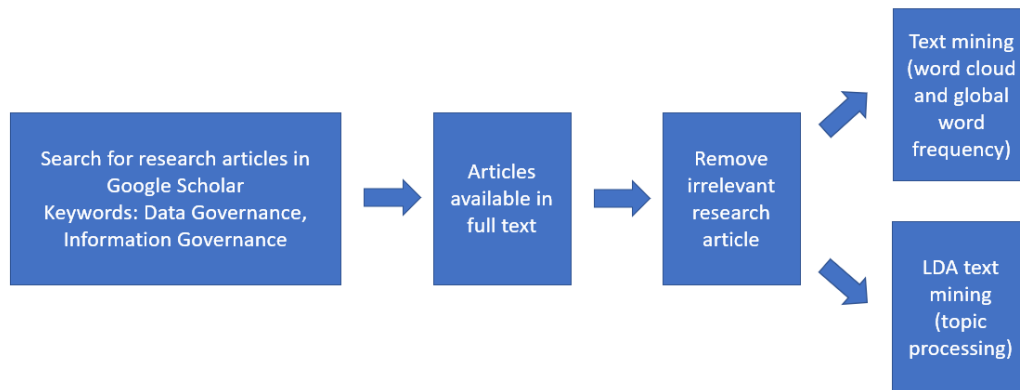 Search for research articles in
Google Scholar
Keywords: Data Governance,
Information Governance
Articles
available in
full text
Remove
irrelevant
research
article
Text mining
(word cloud
and global
word
frequency)
LDA text
mining
(topic
processing)